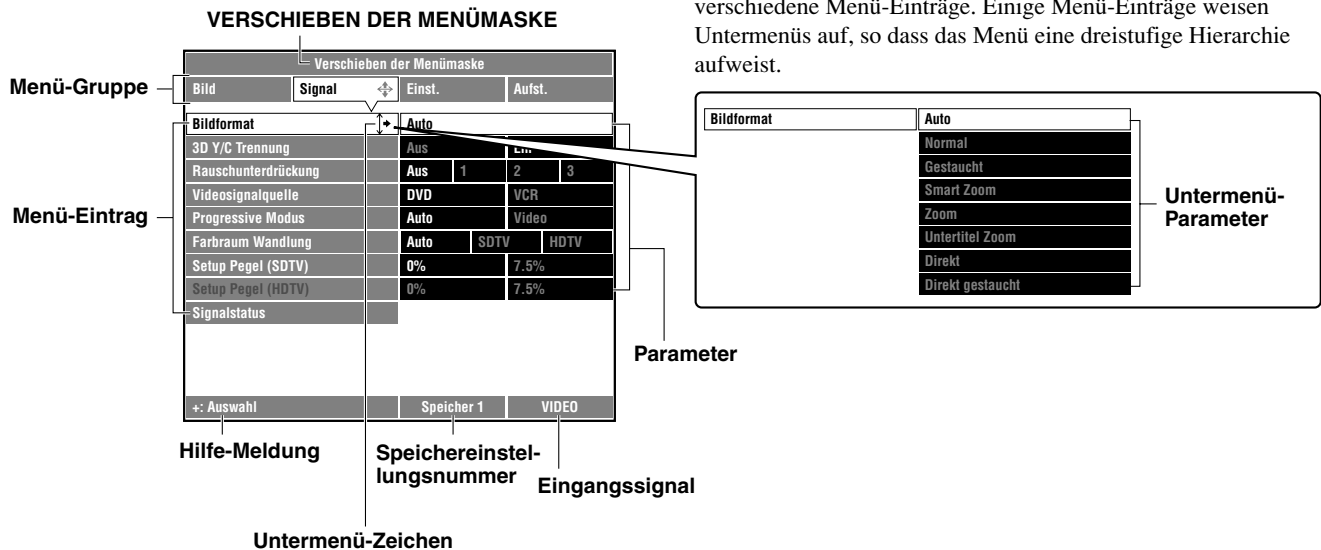 VERSCHIEBEN DER MENÜMASKE
verschiedene Menü-Einträge. Einige Menü-Einträge weisen
Untermenüs auf, so dass das Menü eine dreistufige Hierarchie
aufweist.
Verschieben der Menümaske
Menü-Gruppe
Bild Signal Einst. Aufst.
Menü-Eintrag
Bildformat Auto
3D Y/C Trennung Aus
Rauschunterdrückung Aus 1 2 3
Videosignalquelle DVD VCR
Progressive Modus Auto Video
Farbraum Wandlung Auto SDTV HDTV
Setup Pegel (SDTV) 0% 7.5%
Setup Pegel (HDTV) 0% 7.5%
Signalstatus
+: Auswahl Speicher 1 VIDEO
Parameter
Bildformat Auto
Normal
Gestaucht
Smart Zoom
Zoom
Untertitel Zoom
Direkt
Direkt gestaucht
Untermenü-
Parameter
Hilfe-Meldung
Speichereinstel-
lungsnummer
Eingangssignal
Untermenü-Zeichen